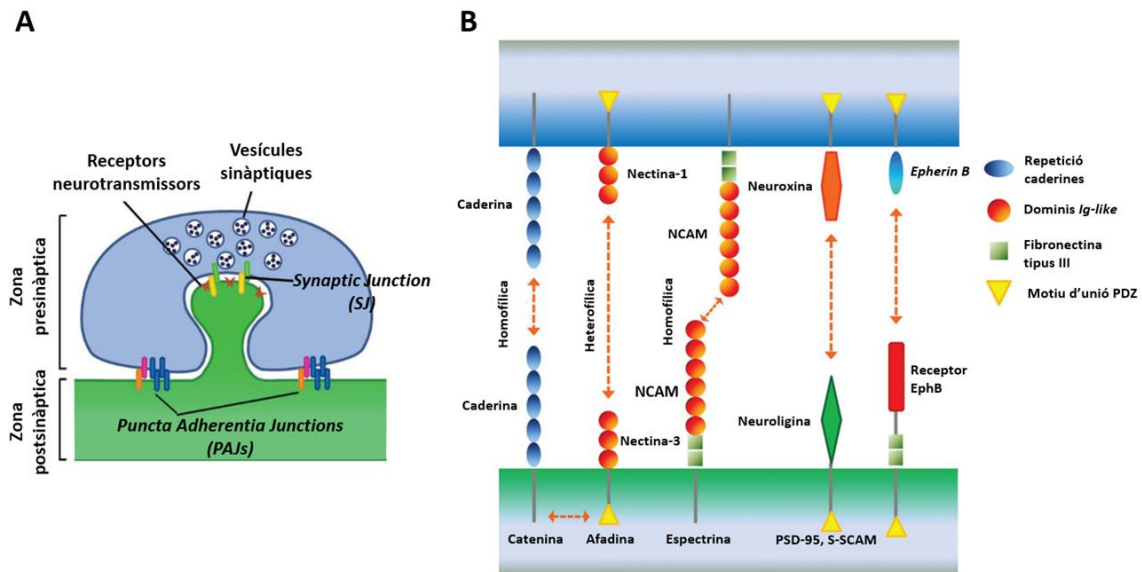 A
Receptors
neurotransmissors
Vesícules
sinàptiques
Synaptic Junction
(SJ)
Zona
presinàptica
Zona
postsinàptica
Puncta Adherentia Junctions
(PAJs)
B
Caderina
Homofílica
Caderina
Nectina-1
Heterofílica
Nectina-3
NCAM
Homofílica
NCAM
Neuroxina
Neuroligina
Epherin B
Receptor
EphB
Catenina
Afadina
Espectrina
PSD-95, S-SCAM
Repetició
caderines
Dominis Ig-like
Fibronectina
tipus III
Motiu d'unió PDZ